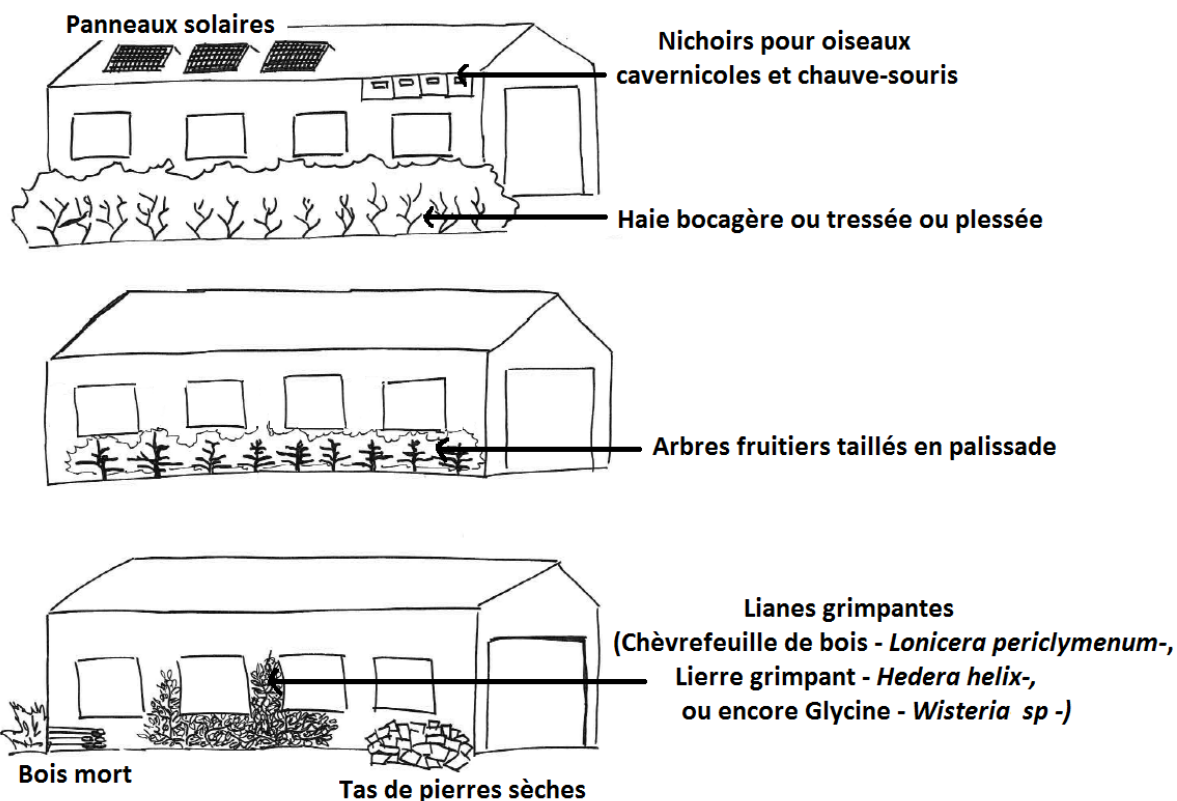 Panneaux solaires
Nichoirs pour oiseaux
cavernicoles et chauve-souris
Haie bocagère ou tressée ou plessée
Arbres fruitiers taillés en palissade
Lianes grimpantes
(Chèvrefeuille de bois - Lonicera periclymenum-,
Lierre grimpant - Hedera helix-,
ou encore Glycine - Wisteria sp -)
Bois mort
Tas de pierres sèches